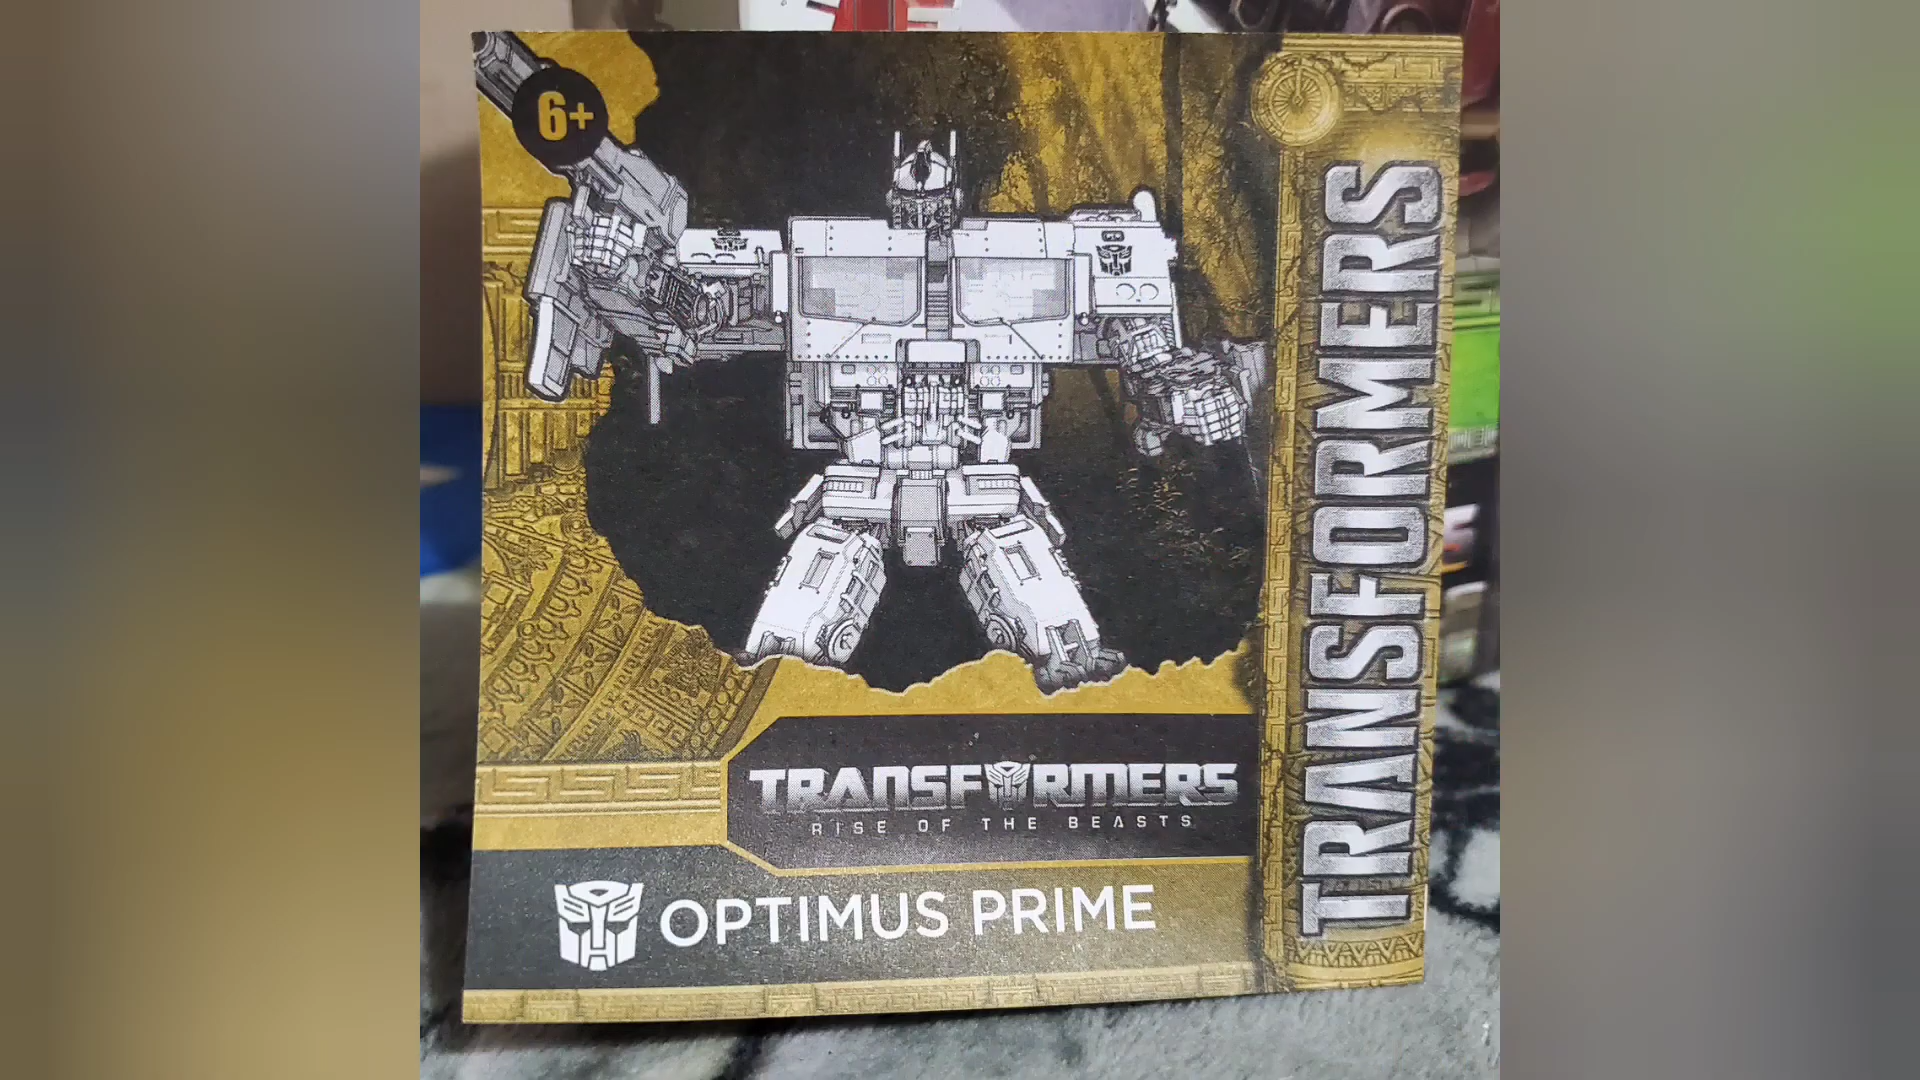 6+
TRANSFORMERS
TRANSFORMERS
RISE OF THE BEASTS
OPTIMUS PRIME